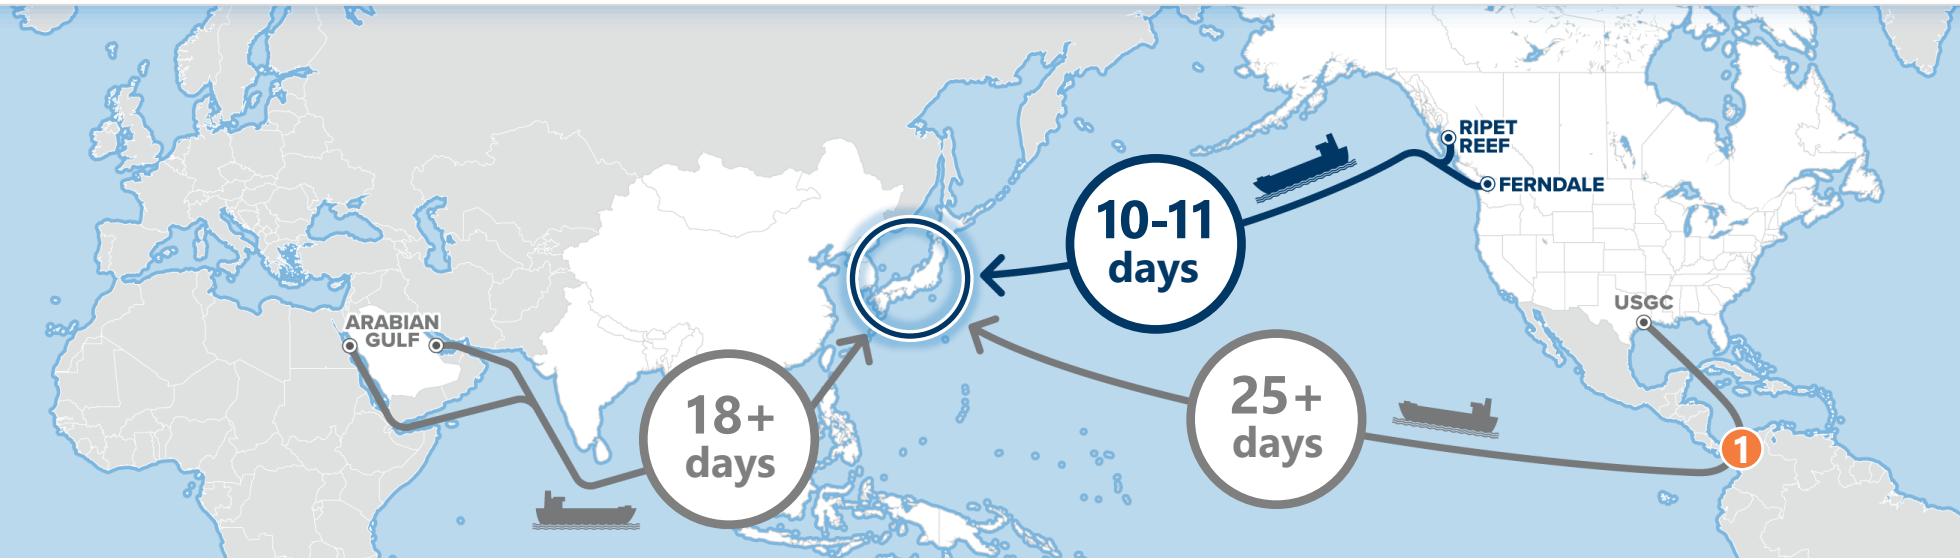 RIPET
REEF
FERNDALE
10-11
days
USGC
ARABIAN
GULF
25+
days
18+
days
1